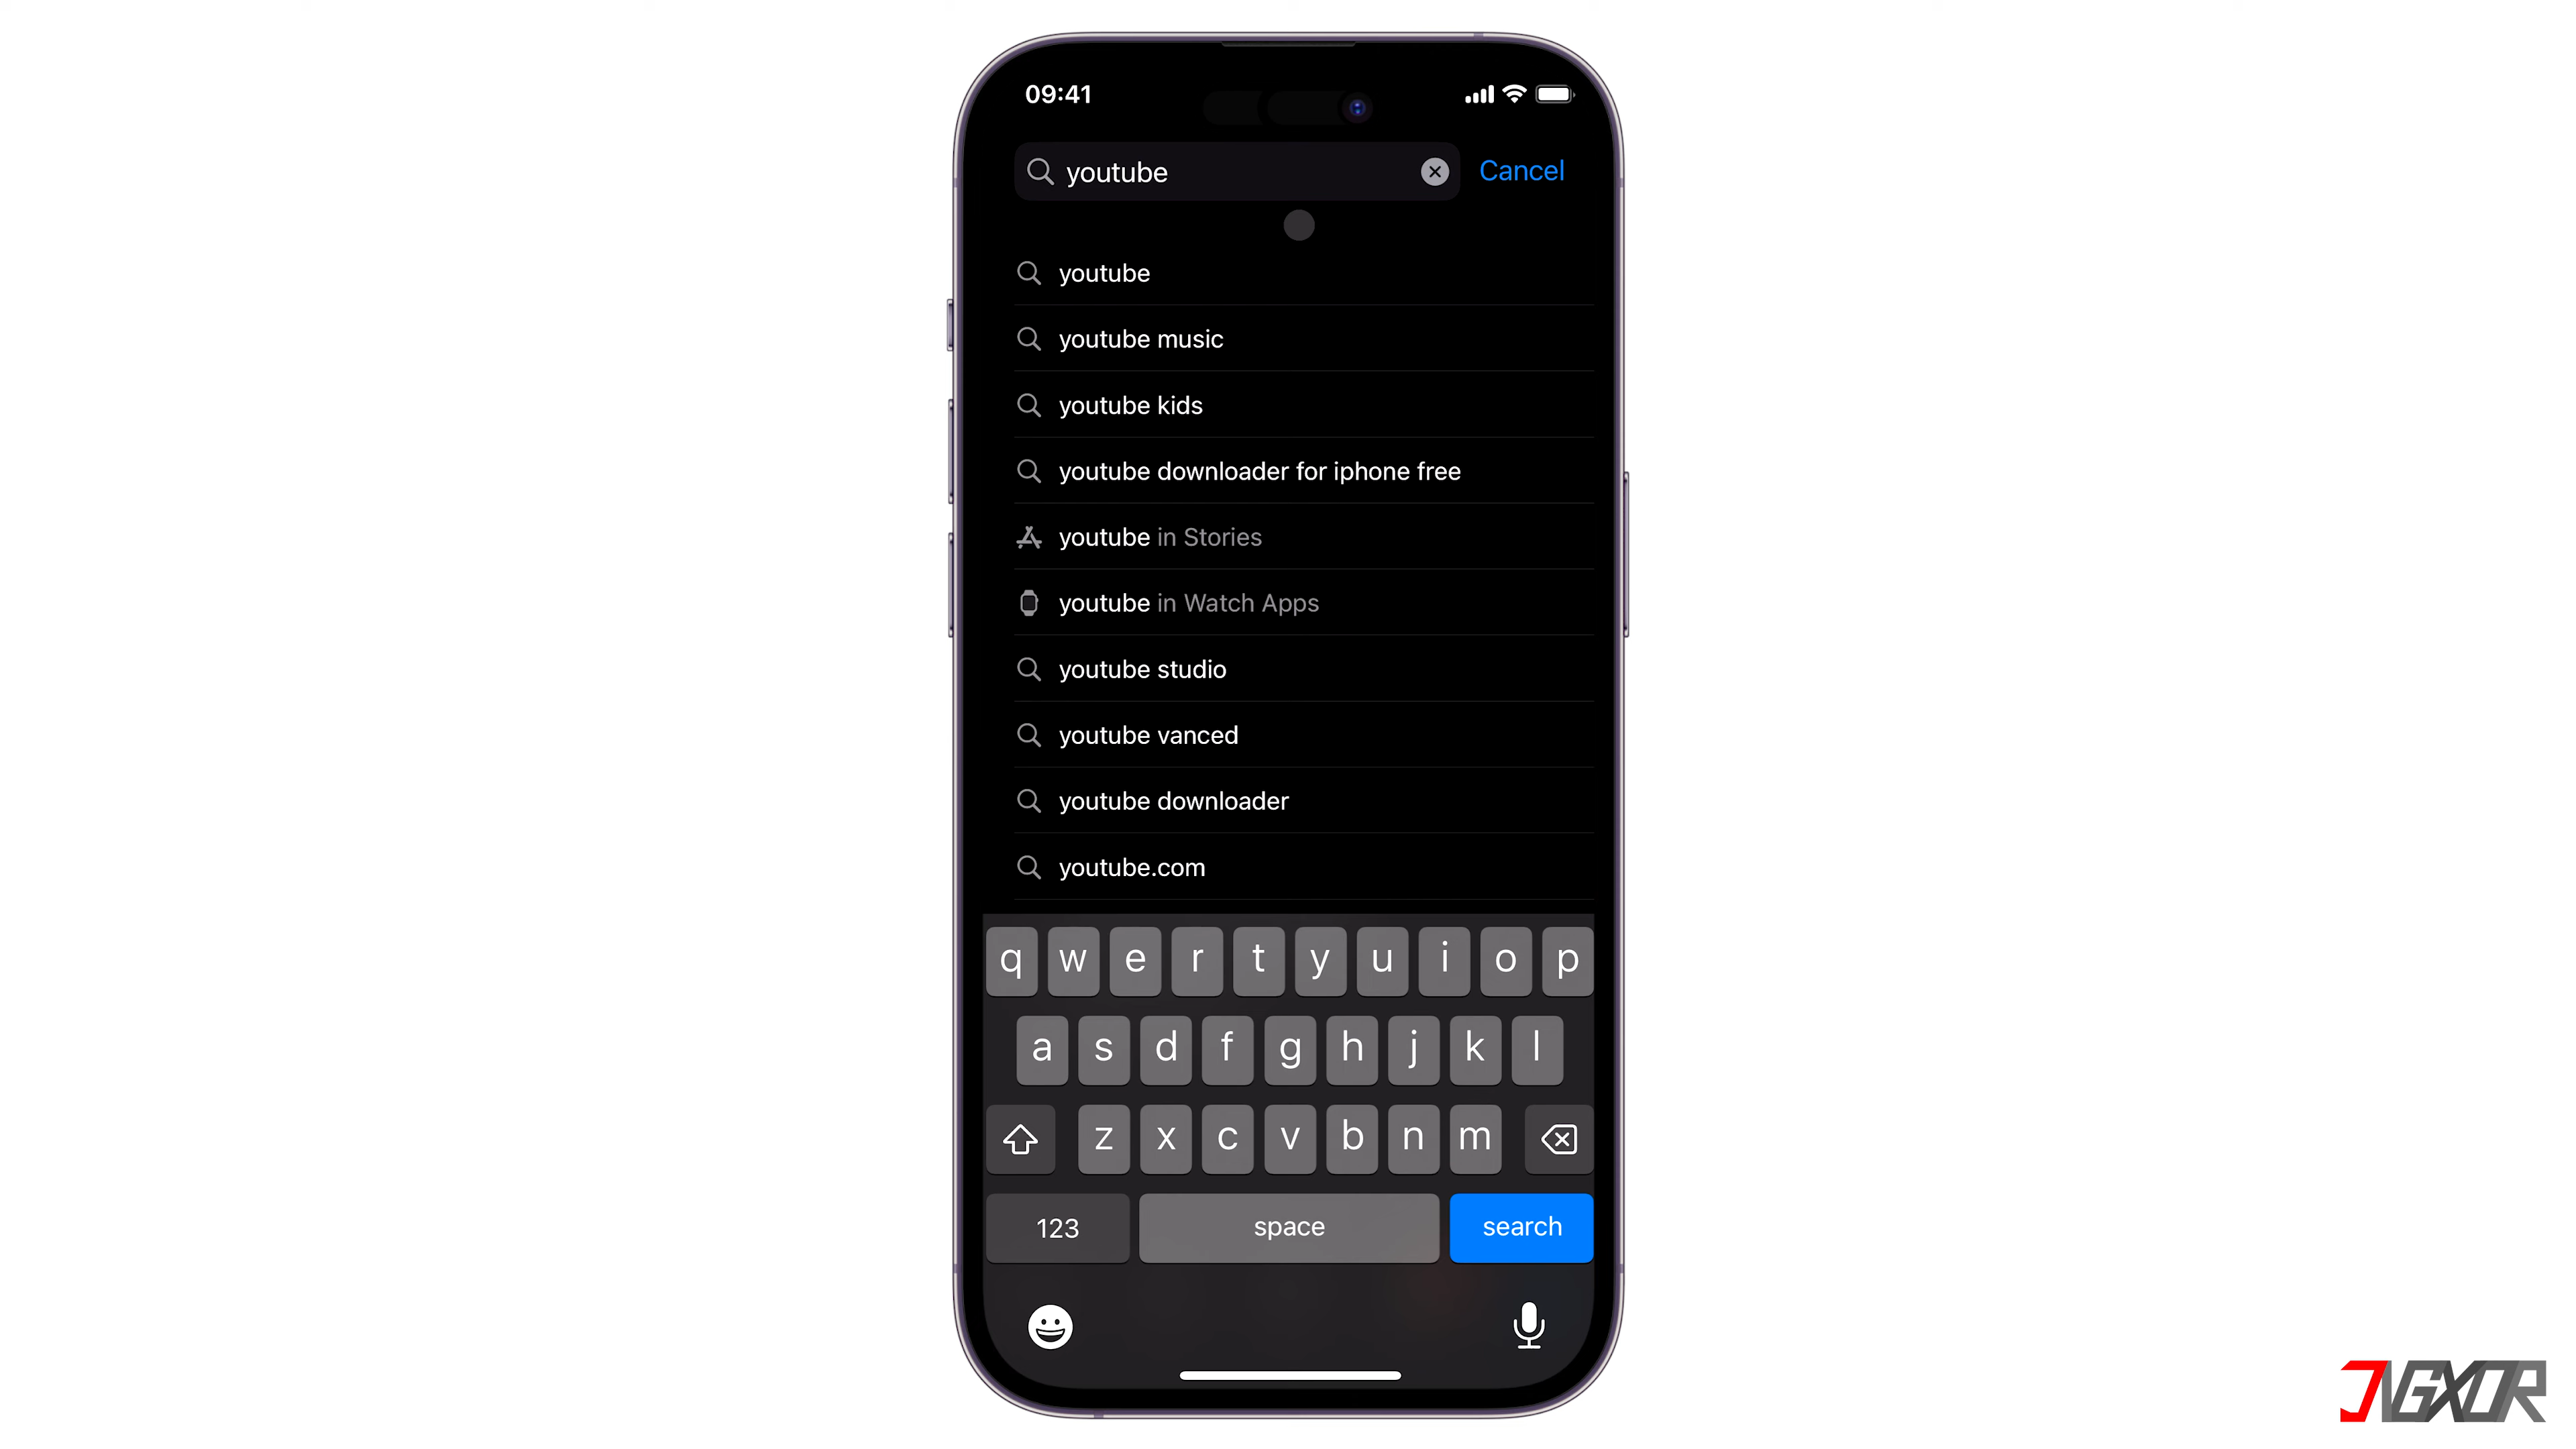 09:41
youtube
Cancel
youtube
youtube music
youtube kids
youtube downloader for iphone free
youtube in Stories
youtube in Watch Apps
youtube studio
youtube vanced
youtube downloader
youtube.com
q w e r t y u i o p
a s d f g h j k l
z x c v b n m
123 space search